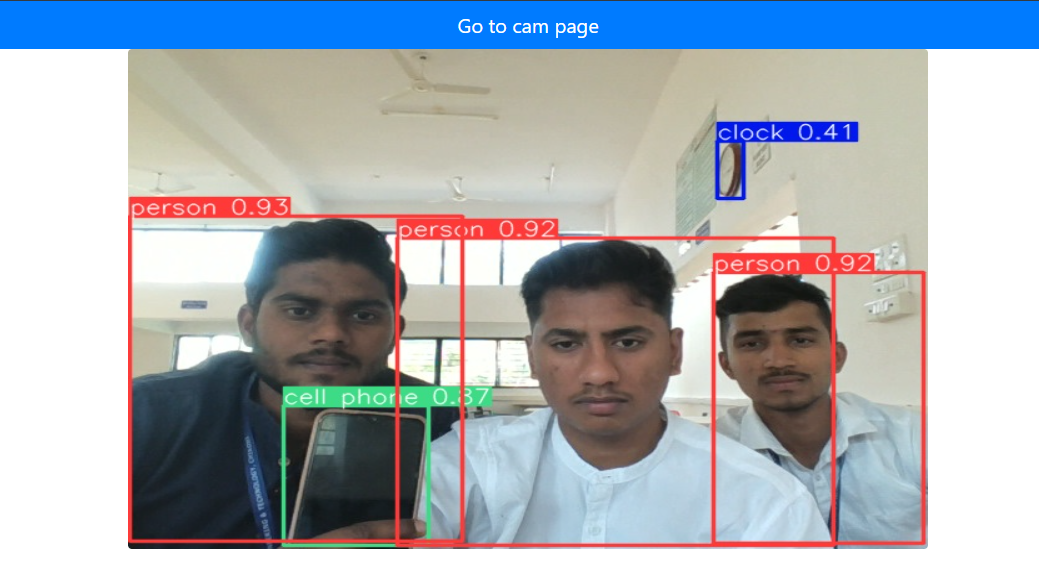 Go to cam page
clock 0.41
person 0.93
person 0.92
person 0.92
cell phone 0.87